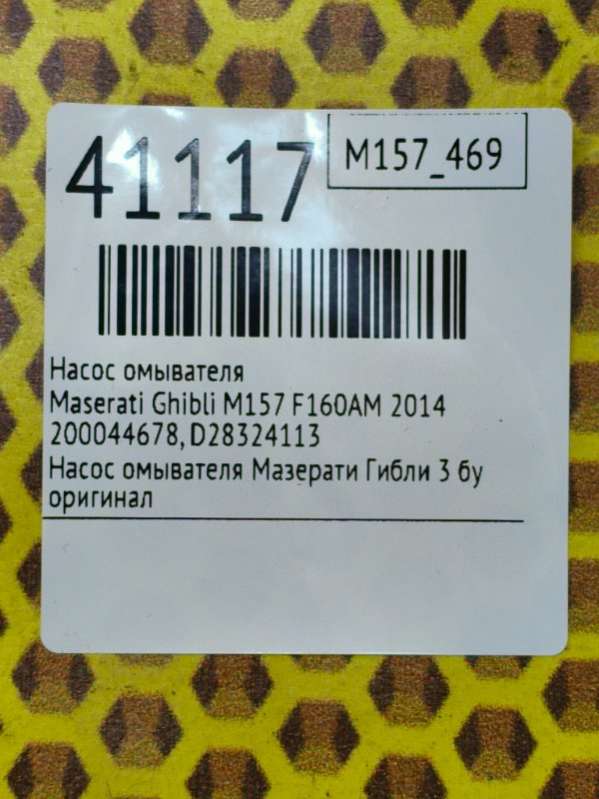 41117
M157_469
Насос омывателя
Maserati Ghibli M157 F160AM 2014
200044678, D28324113
Насос омывателя Мазерати Гибли 3 бу
оригинал